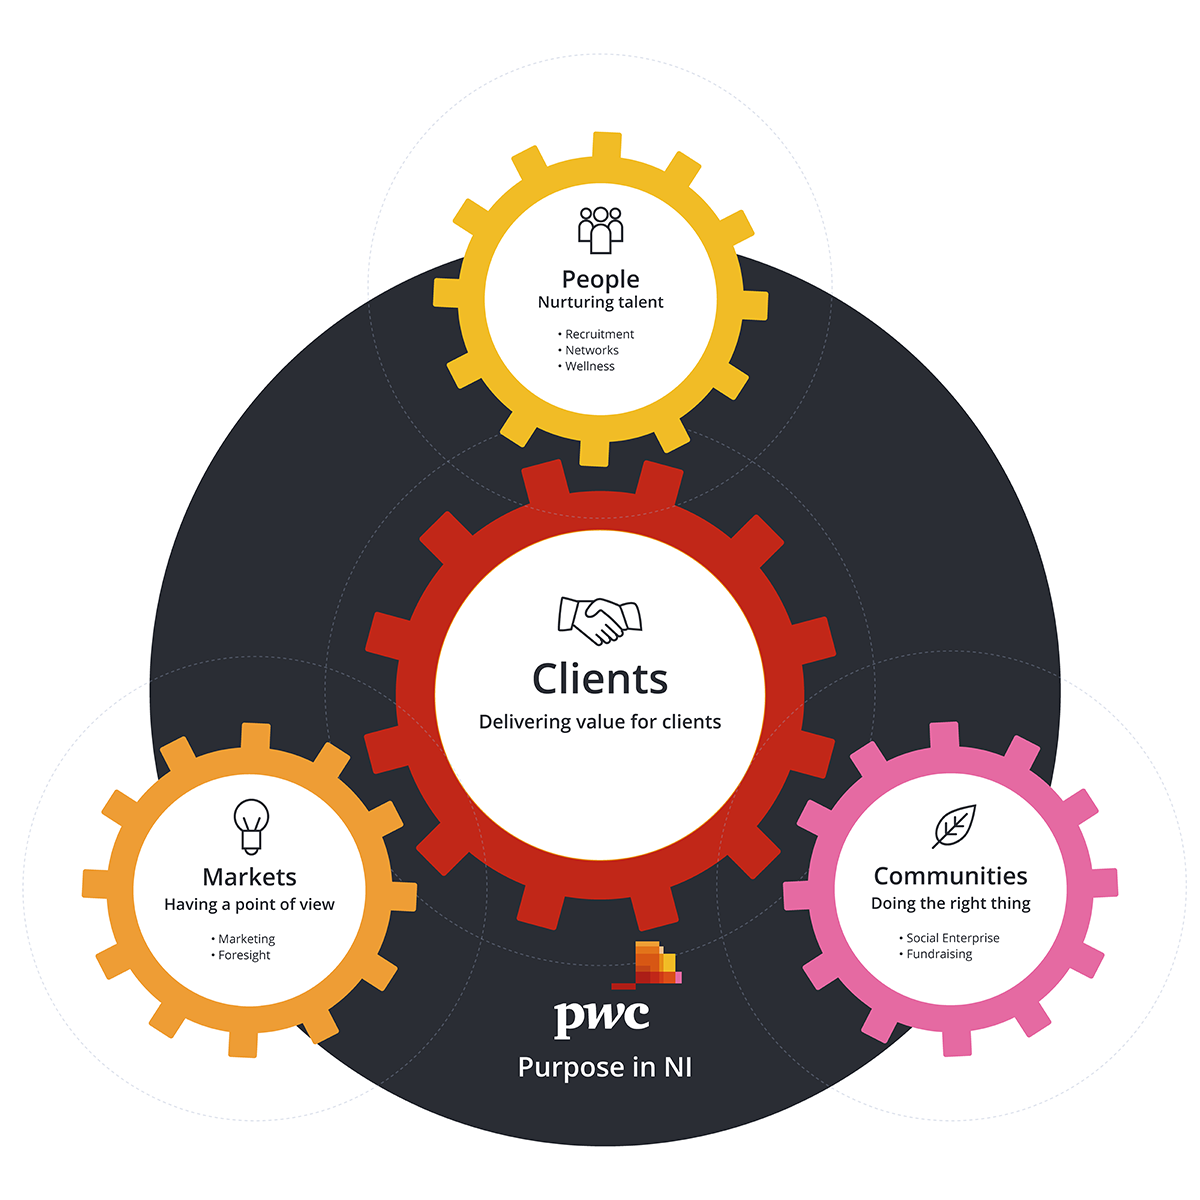 People
Nurturing talent
• Recruitment
• Networks
• Wellness
Clients
Delivering value for clients
Markets
Having a point of view
• Marketing
• Foresight
Communities
Doing the right thing
• Social Enterprise
• Fundraising
pwc
Purpose in NI